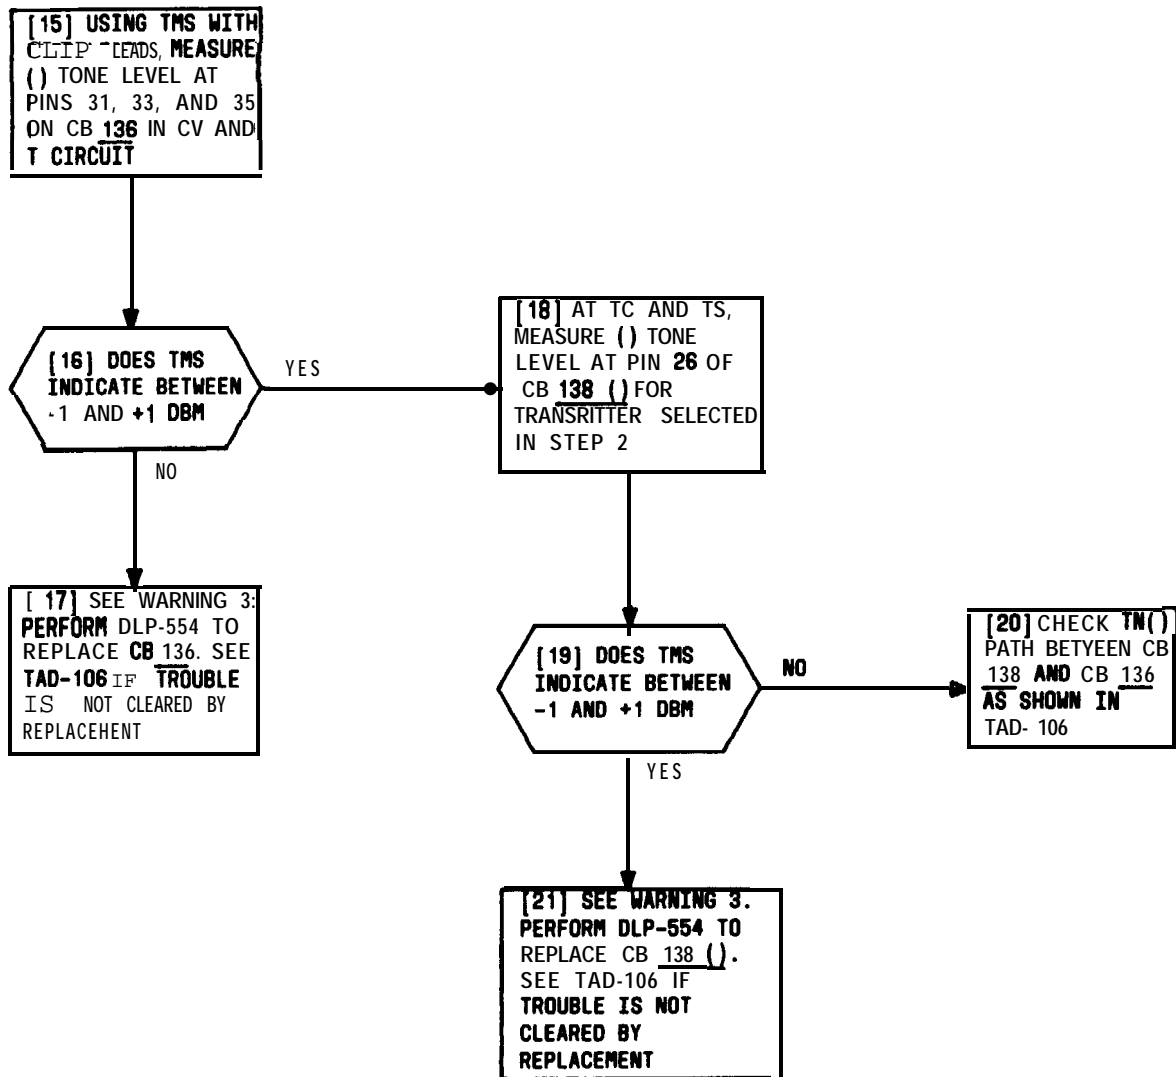 [15] USING TMS WITH
CLIP LEADS, MEASURE
() TONE LEVEL AT
PINS 31, 33, AND 35
ON CB 136 IN CV AND
T CIRCUIT
[16] DOES TMS
INDICATE BETWEEN
-1 AND +1 DBM
YES
NO
[17] SEE WARNING 3:
PERFORM DLP-554 TO
REPLACE CB 136. SEE
TAD-106 IF TROUBLE
IS NOT CLEARED BY
REPLACEHENT
[18] AT TC AND TS,
MEASURE () TONE
LEVEL AT PIN 26 OF
CB 138 () FOR
TRANSRITTER SELECTED
IN STEP 2
[19] DOES TMS
INDICATE BETWEEN
-1 AND +1 DBM
NO
YES
[20] CHECK TN()
PATH BETYEEN CB
138 AND CB 136
AS SHOWN IN
TAD- 106
[21] SEE WARNING 3.
PERFORM DLP-554 TO
REPLACE CB 138 ().
SEE TAD-106 IF
TROUBLE IS NOT
CLEARED BY
REPLACEMENT